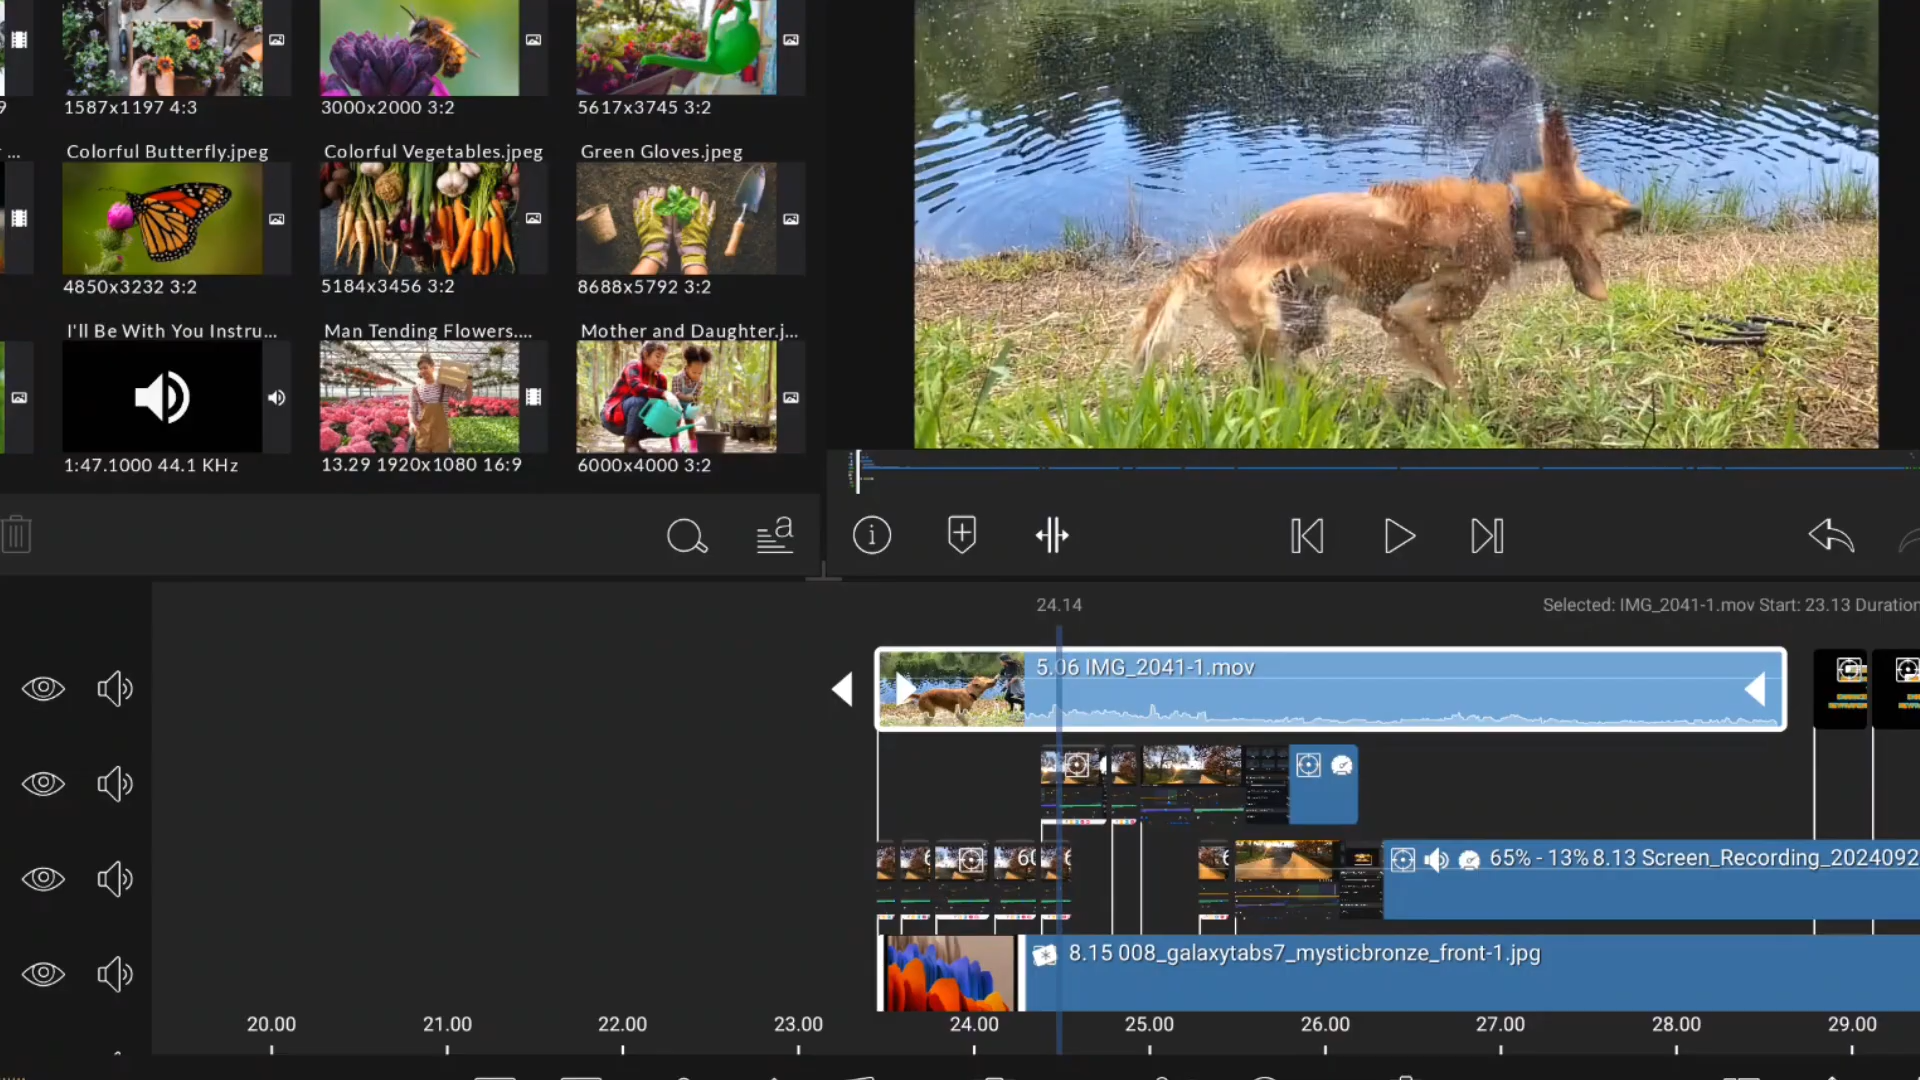 9
1587x1197 4:3
3000x2000 3:2
5617x3745 3:2
...
Colorful Butterfly.jpeg
Colorful Vegetables.jpeg
Green Gloves.jpeg
4850x3232 3:2
5184x3456 3:2
8688x5792 3:2
I'll Be With You Instru...
Man Tending Flowers....
Mother and Daughter.j...
1:47.1000 44.1 KHz
13.29 1920x1080 16:9
6000x4000 3:2
a
24.14
Selected: IMG_2041-1.mov Start: 23.13 Duration
5.06 IMG_2041-1.mov
65% - 13% 8.13 Screen_Recording_2024092
8.15 008_galaxytabs7_mysticbronze_front-1.jpg
20.00
21.00
22.00
23.00
24.00
25.00
26.00
27.00
28.00
29.00